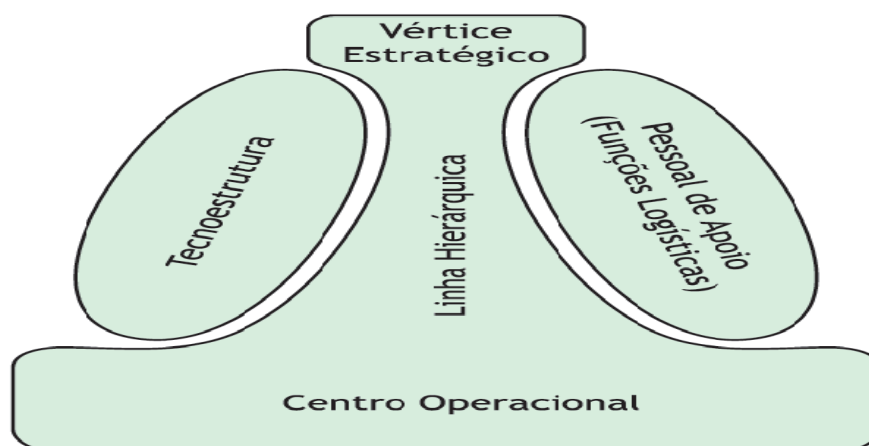 Vértice
Estratégico
Tecnoestrutura
Linha Hierárquica
Pessoal de Apoio
(Funções Logísticas)
Centro Operacional